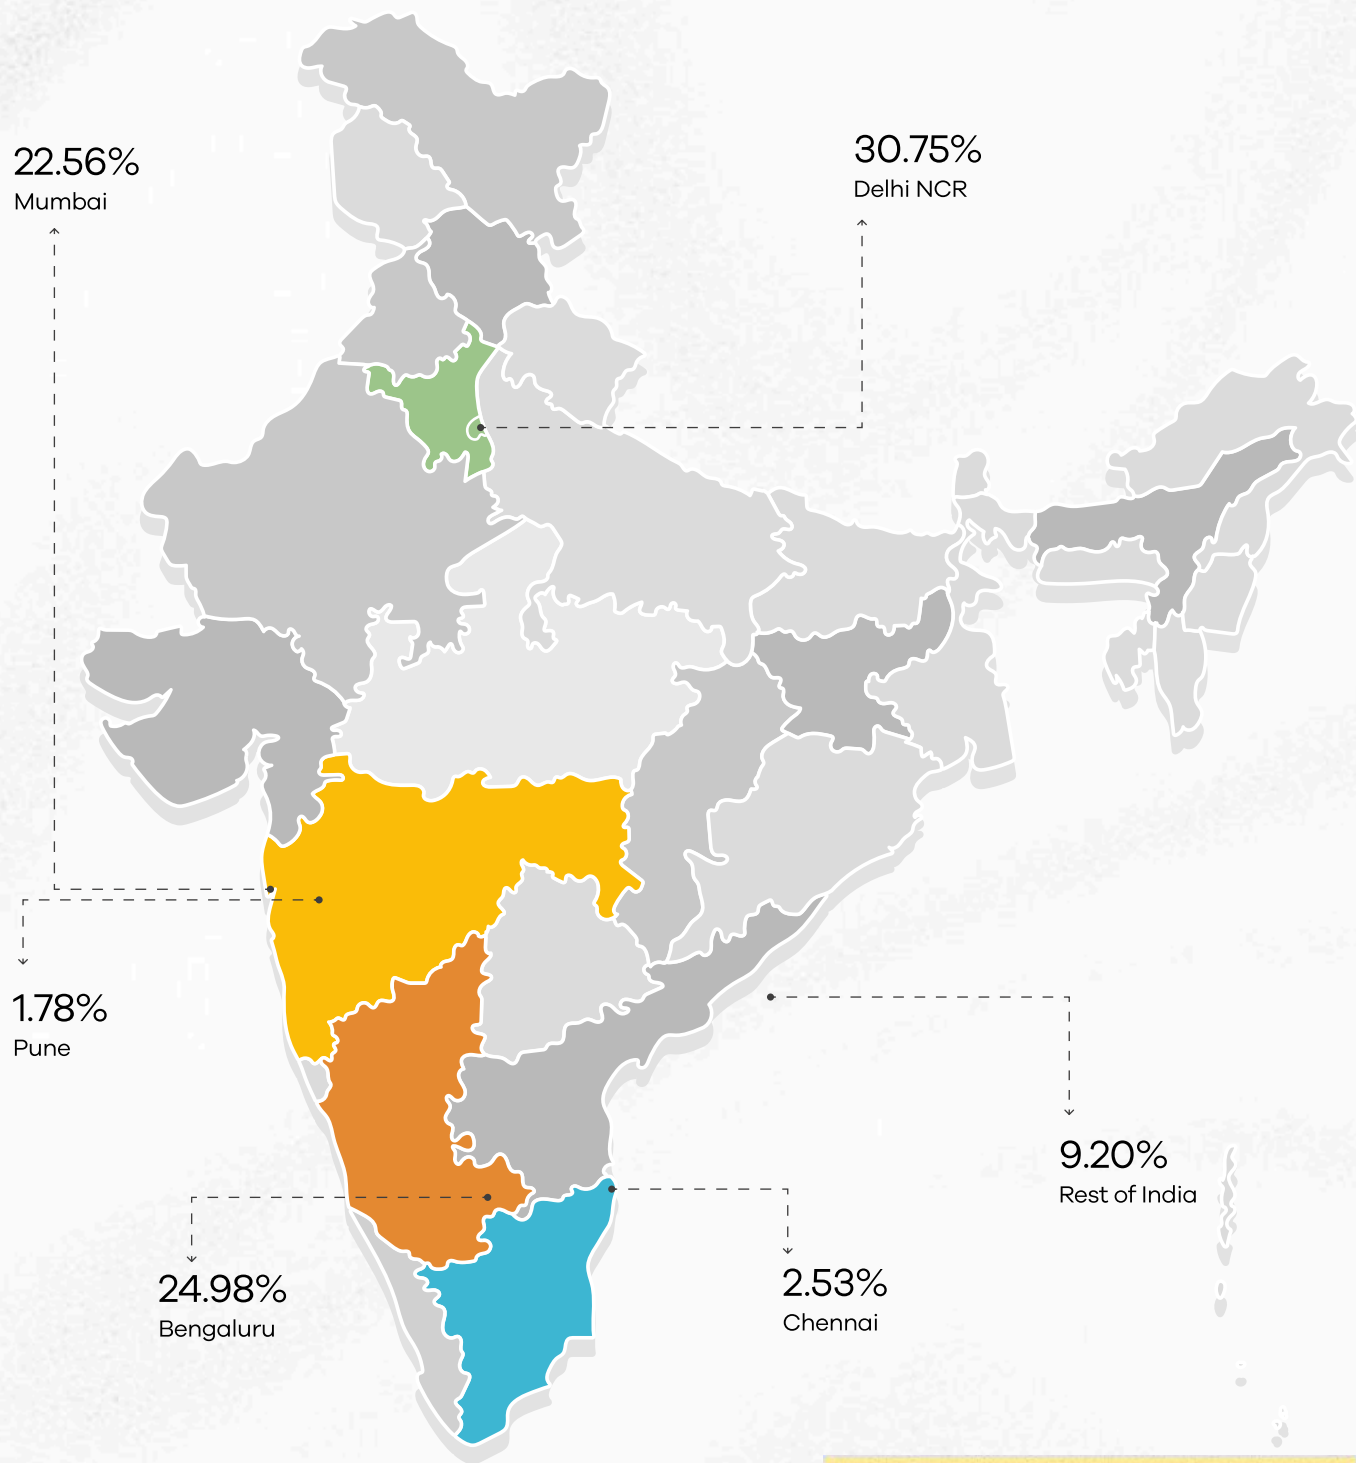 22.56%
Mumbai
30.75%
Delhi NCR
1.78%
Pune
9.20%
Rest of India
24.98%
Bengaluru
2.53%
Chennai